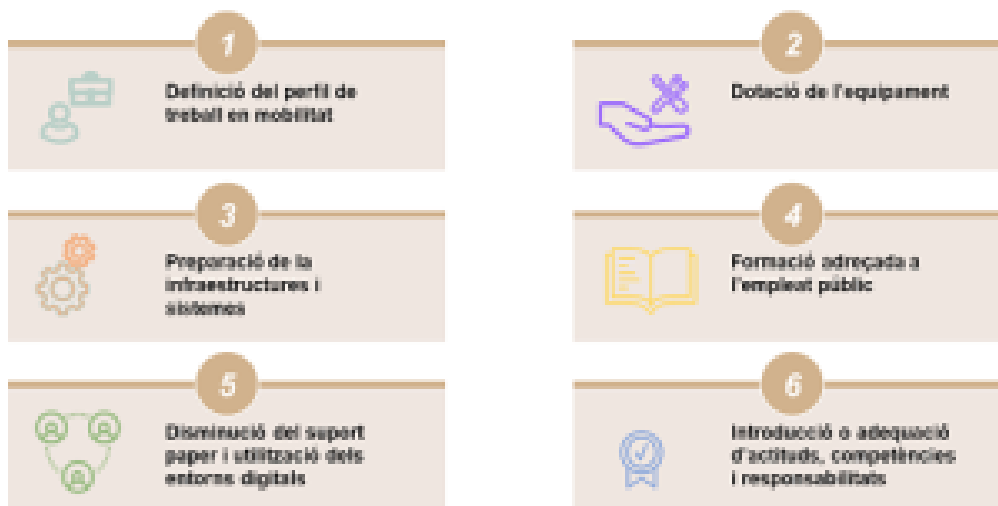 1
Definició del perfil de
treball en mobilitat
2
Dotació de l'equipament
3
Preparació de la
infraestructures i
sistemes
4
Formació adreçada a
l'empleat públic
5
Disminució del suport
paper i utilització dels
entorns digitals
6
Introducció o adequació
d'actituds, competències
i responsabilitats